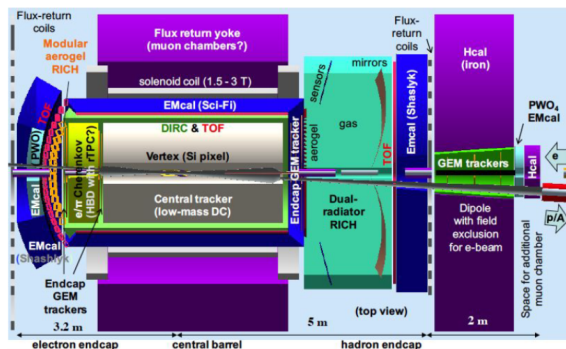 Flux-return
coils
Modular
aerogel
RICH
Flux return yoke
(muon chambers?)
solenoid coil (1.5 - 3 T)
EMcal (Sci-Fi)
DIRC & TOF
Vertex (Si pixel)
Central tracker
(low-mass DC)
TOF
(PWO)
EMcal
EMcal
(Shashlyk
e/π Cherenkov
(HBD with rTPC?)
Endcap
GEM
trackers
Endcap GEM tracker
aerogel
sensors
mirrors
gas
TOF
Dual-
radiator
RICH
Flux-
return
coils
Emcal (Shaslyk)
Hcal
(iron)
PWO₄
EMcal
GEM trackers
Hcal
e
p/A
Dipole
with field
exclusion
for e-beam
Space for additional
muon chamber
(top view)
3.2 m
5 m
2 m
electron endcap
central barrel
hadron endcap